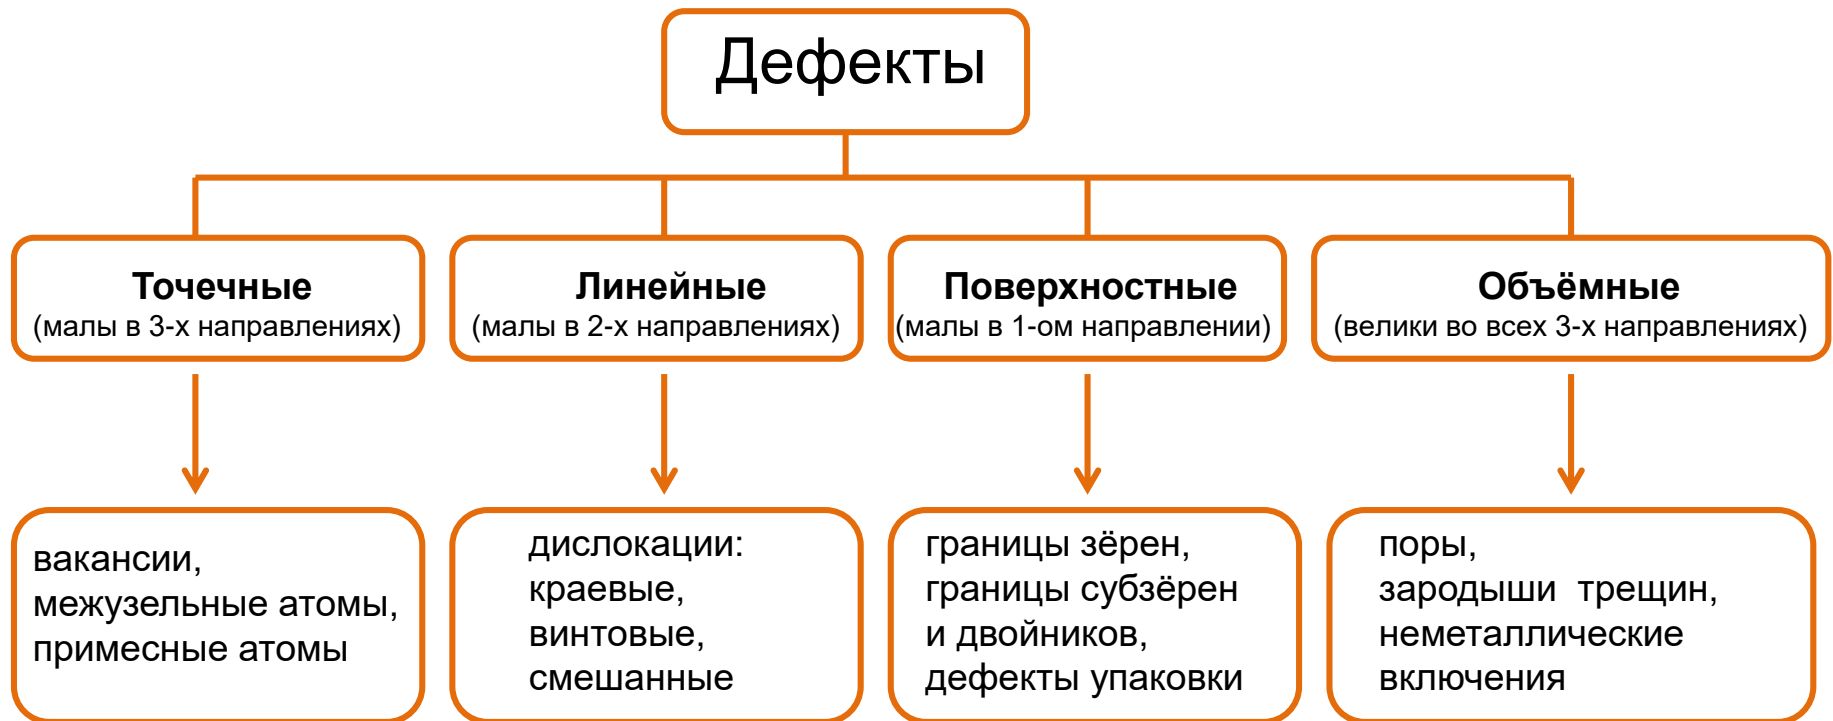 Дефекты
Точечные
(малы в 3-х направлениях)
Линейные
(малы в 2-х направлениях)
Поверхностные
(малы в 1-ом направлении)
Объёмные
(велики во всех 3-х направлениях)
вакансии,
межузельные атомы,
примесные атомы
дислокации:
краевые,
винтовые,
смешанные
границы зёрен,
границы субзёрен
и двойников,
дефекты упаковки
поры,
зародыши  трещин,
неметаллические
включения